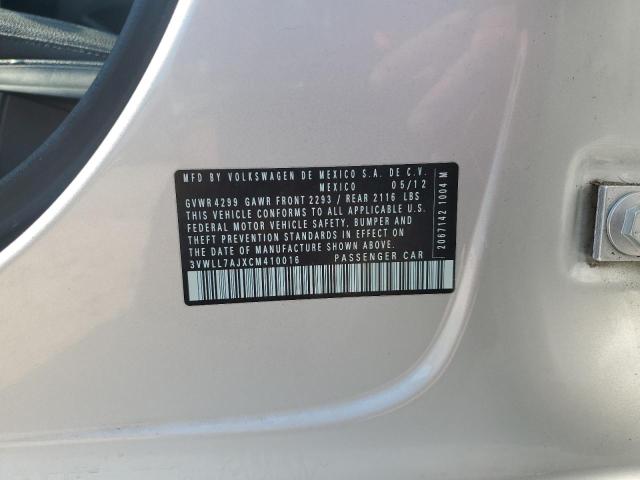 MFD BY VOLKSWAGEN DE MEXICO S.A. DE C.V.
MEXICO 05/12
GVWR 4299 GAWR FRONT 2293 / REAR 2116 LBS
THIS VEHICLE CONFORMS TO ALL APPLICABLE U.S.
FEDERAL MOTOR VEHICLE SAFETY, BUMPER AND
THEFT PREVENTION STANDARDS IN EFFECT ON THE
DATE OF MANUFACTURE SHOWN ABOVE
3VWLL7AJXCM410016 PASSENGER CAR
2067142 1004 M